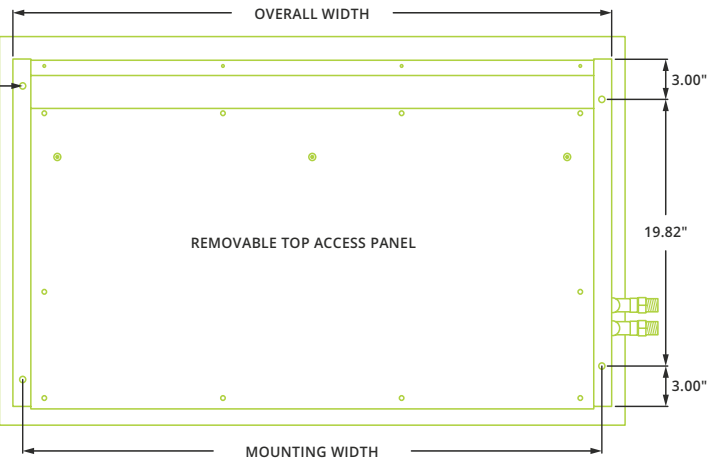 OVERALL WIDTH
3.00"
REMOVABLE TOP ACCESS PANEL
19.82"
3.00"
MOUNTING WIDTH